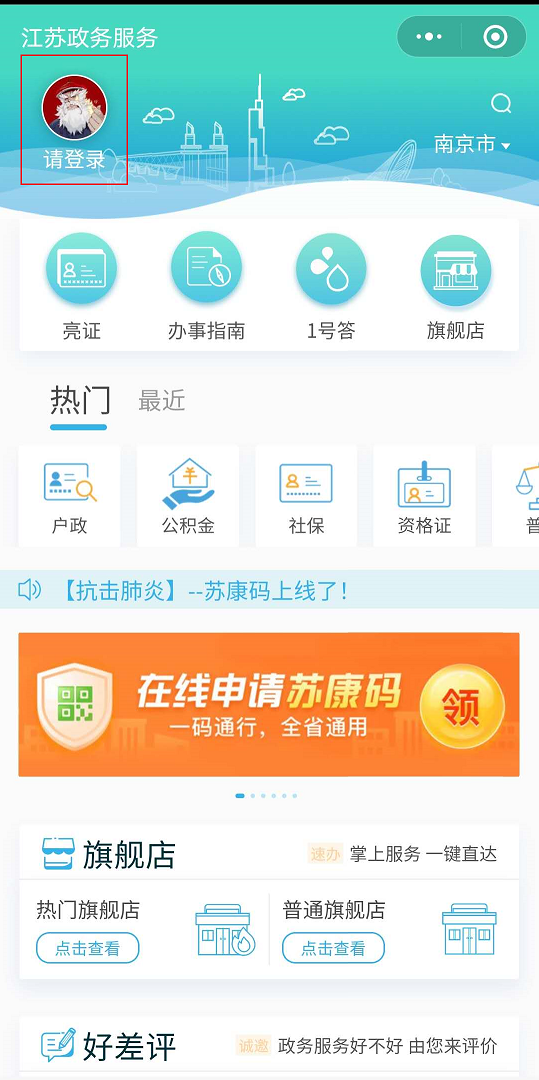 江苏政务服务
请登录
南京市
亮证
办事指南
1号答
旗舰店
热门
最近
户政
公积金
社保
资格证
普
【抗击肺炎】--苏康码上线了！
在线申请苏康码
一码通行，全省通用
领
旗舰店
速办
掌上服务 一键直达
热门旗舰店
普通旗舰店
点击查看
点击查看
好差评
诚邀
政务服务好不好 由您来评价